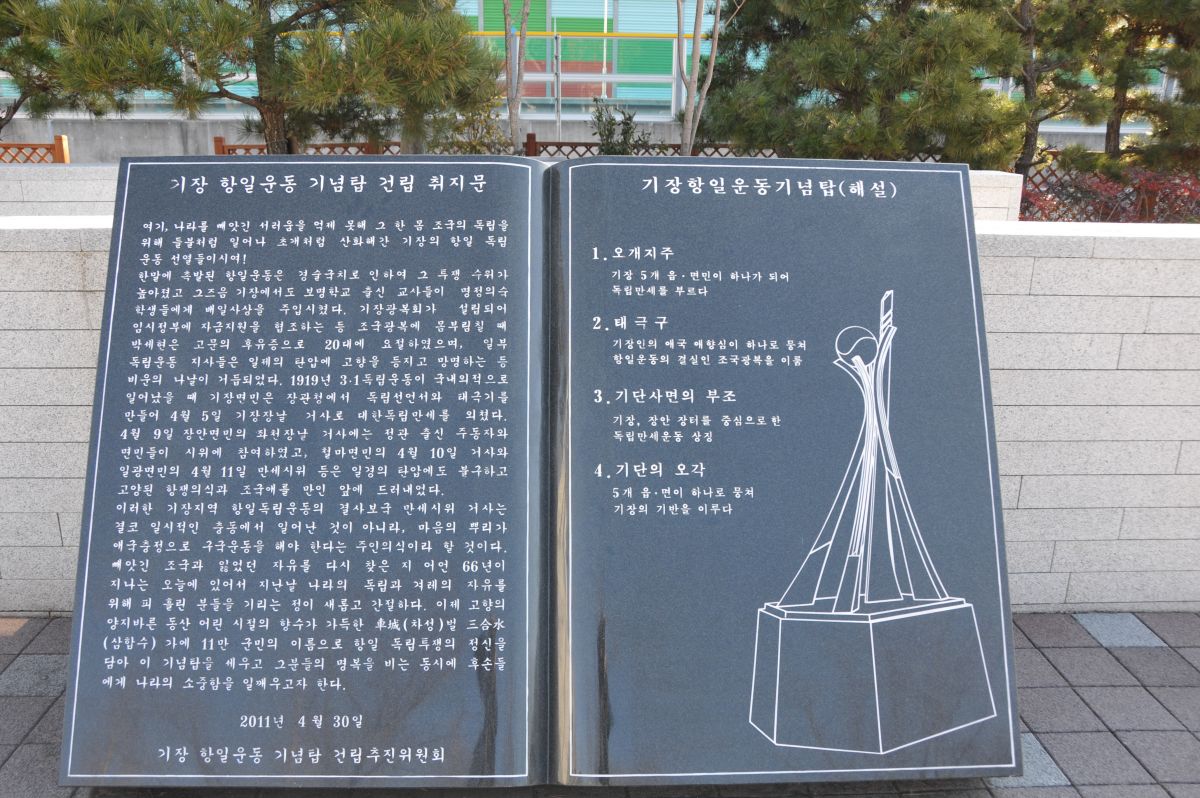 기장 항일운동 기념탑 건립 취지문
여기, 나라를 빼앗긴 서러움을 억제 못해 그 한 몸 조국의 독립을
위해 들불처럼 일어나 초개처럼 산화해간 기장의 항일 독립
운동 선열들이시여!
한말에 촉발된 항일운동은 경술국치로 인하여 그 투쟁 수위가
높아졌고 그즈음 기장에서도 보명학교 출신 교사들이 명정의숙
학생들에게 배일사상을 주입시켰다. 기장광복회가 설립되어
임시정부에 자금지원을 협조하는 등 조국광복에 몸부림칠 때
박세현은 고문의 후유증으로 20대에 요절하였으며, 일부
독립운동 지사들은 일제의 탄압에 고향을 등지고 망명하는 등
비운의 나날이 거듭되었다. 1919년 3·1독립운동이 국내외적으로
일어났을 때 기장면민은 장관청에서 독립선언서와 태극기를
만들어 4월 5일 기장장날 거사로 대한독립만세를 외쳤다.
4월 9일 장안면민의 좌천장날 거사에는 정관 출신 주동자와
면민들이 시위에 참여하였고, 철마면민의 4월 10일 거사와
일광면민의 4월 11일 만세시위 등은 일경의 탄압에도 불구하고
고양된 항쟁의식과 조국애를 만인 앞에 드러내었다.
이러한 기장지역 항일독립운동의 결사보국 만세시위 거사는
결코 일시적인 충동에서 일어난 것이 아니라, 마음의 뿌리가
애국충정으로 구국운동을 해야 한다는 주인의식이라 할 것이다.
빼앗긴 조국과 잃었던 자유를 다시 찾은 지 어언 66년이
지나는 오늘에 있어서 지난날 나라의 독립과 겨레의 자유를
위해 피 흘린 분들을 기리는 정이 새롭고 간절하다. 이제 고향의
양지바른 동산 어린 시절의 향수가 가득한 車城(차성)벌 三合水
(삼합수) 가에 11만 군민의 이름으로 항일 독립투쟁의 정신을
담아 이 기념탑을 세우고 그분들의 명복을 비는 동시에 후손들
에게 나라의 소중함을 일깨우고자 한다.
2011년 4월 30일
기장 항일운동 기념탑 건립추진위원회
기장항일운동기념탑(해설)
1. 오개지주
기장 5개 읍·면민이 하나가 되어
독립만세를 부르다
2. 태극구
기장인의 애국 애향심이 하나로 뭉쳐
항일운동의 결실인 조국광복을 이룸
3. 기단사면의 부조
기장, 장안 장터를 중심으로한
독립만세운동 상징
4. 기단의 오각
5개 읍·면이 하나로 뭉쳐
기장의 기반을 이루다